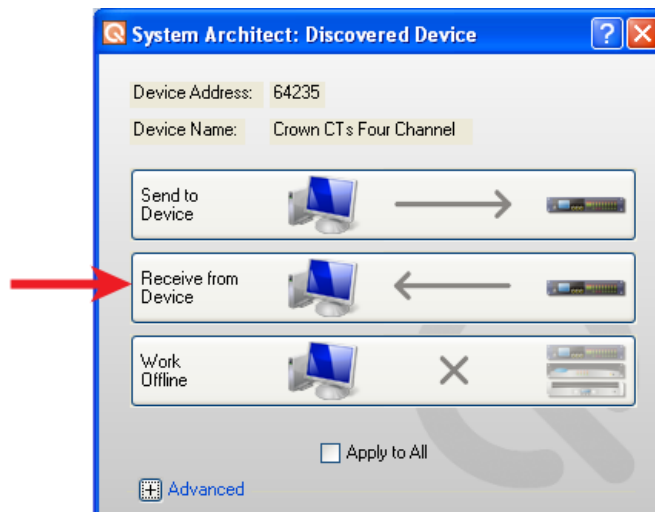 System Architect: Discovered Device
Device Address: 64235
Device Name: Crown CTs Four Channel
Send to
Device
Receive from
Device
Work
Offline
Apply to All
Advanced